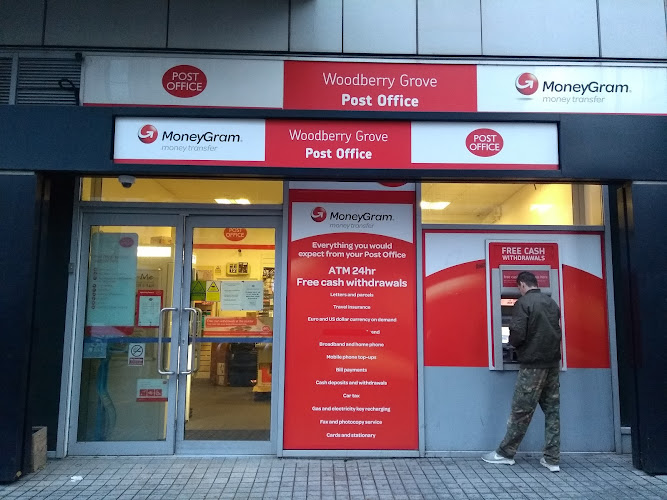 POST
OFFICE
Woodberry Grove
Post Office
MoneyGram
money transfer
MoneyGram
money transfer
Woodberry Grove
Post Office
POST
OFFICE
POST OFFICE
MoneyGram
money transfer
Everything you would
expect from your Post Office
ATM 24hr
Free cash withdrawals
Letters and parcels
Travel Insurance
Euro and US dollar currency on demand
Broadband and home phone
Mobile phone top-ups
Bill payments
Cash deposits and withdrawals
Car tax
Gas and electricity key recharging
Fax and photocopy service
Cards and stationery
FREE CASH
WITHDRAWALS